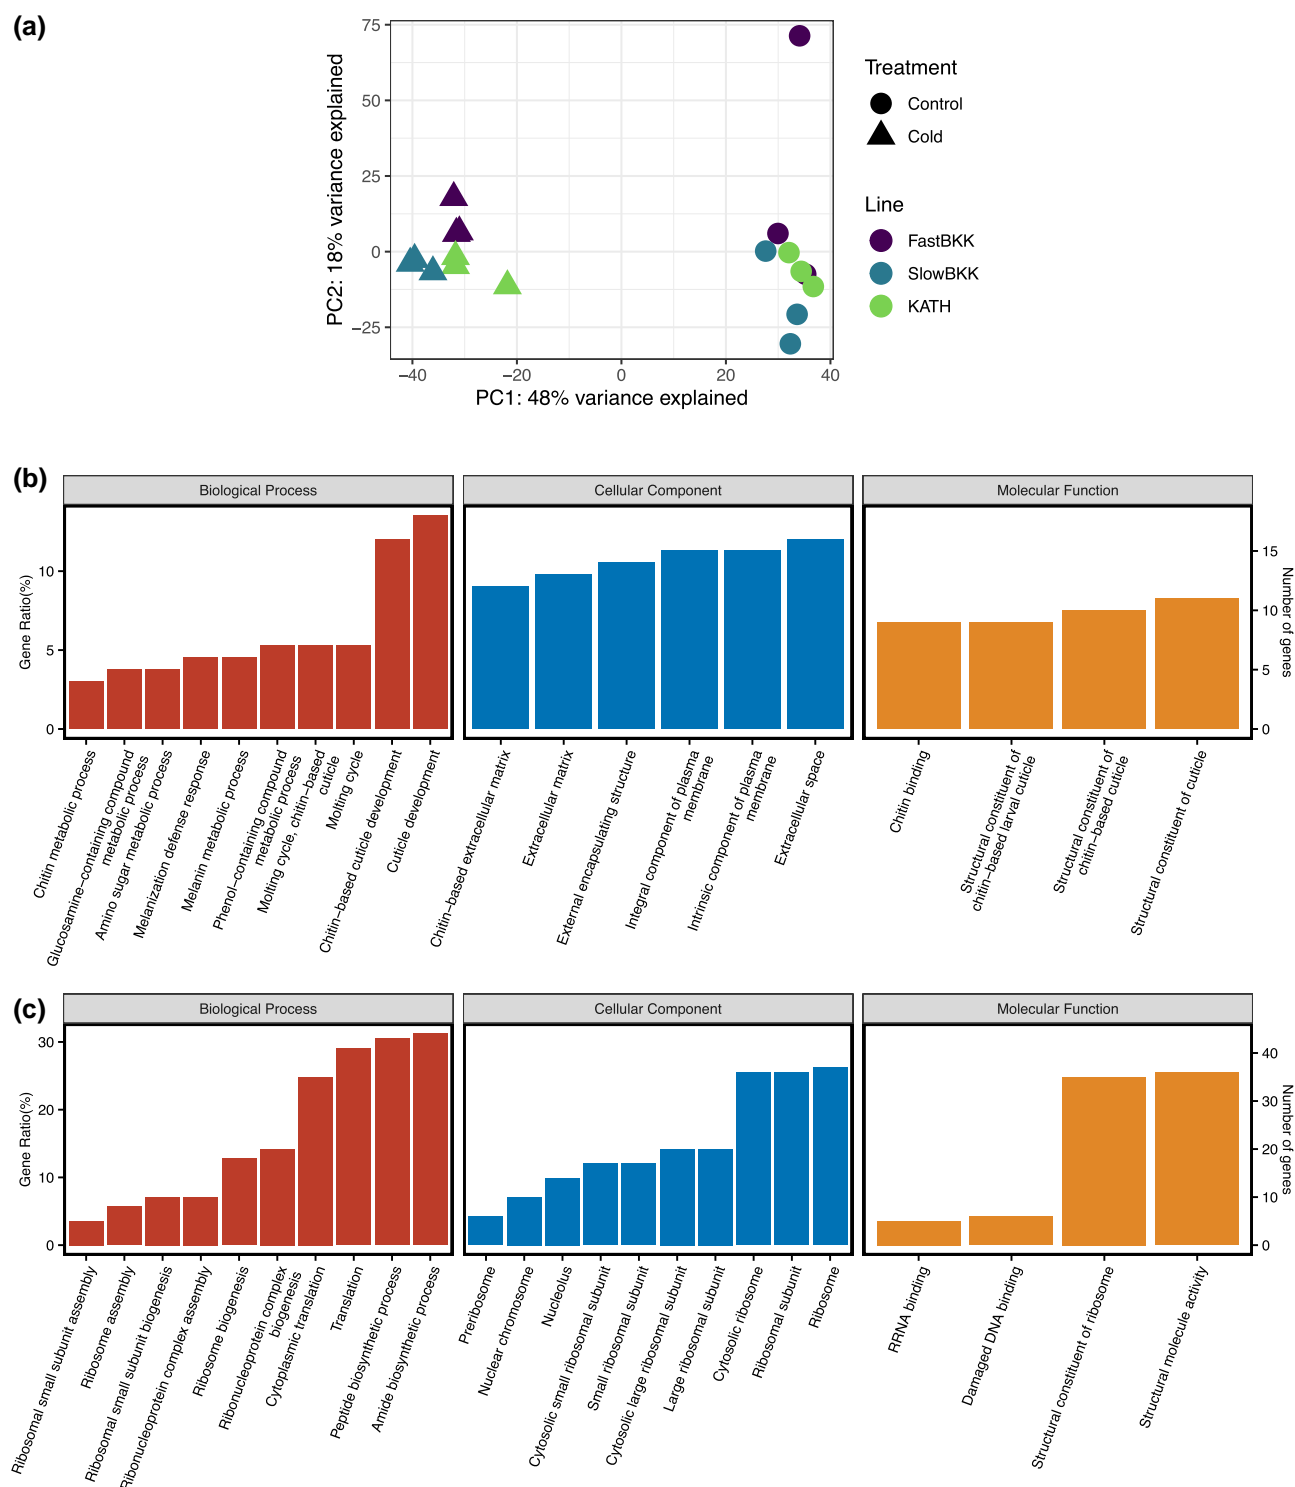 (a)
75
50
25
0
−25
PC2: 18% variance explained
−40
−20
0
20
40
PC1: 48% variance explained
Treatment
Control
Cold
Line
FastBKK
SlowBKK
KATH
(b)
Biological Process
Cellular Component
Molecular Function
Gene Ratio(%)
10
5
0
15
10
5
0
Number of genes
Chitin metabolic process
Glucosamine−containing compound
metabolic process
Amino sugar metabolic process
Melanization defense response
Melanin metabolic process
Phenol−containing compound
metabolic process
Molting cycle, chitin−based
cuticle
Molting cycle
Chitin−based cuticle development
Cuticle development
Chitin−based extracellular matrix
Extracellular matrix
External encapsulating structure
Integral component of plasma
membrane
Intrinsic component of plasma
membrane
Extracellular space
Chitin binding
Structural constituent of
chitin−based larval cuticle
Structural constituent of
chitin−based cuticle
Structural constituent of cuticle
(c)
Biological Process
Cellular Component
Molecular Function
Gene Ratio(%)
30
20
10
0
40
30
20
10
0
Number of genes
Ribosomal small subunit assembly
Ribosome assembly
Ribosomal small subunit biogenesis
Ribonucleoprotein complex assembly
Ribosome biogenesis
Ribonucleoprotein complex
biogenesis
Cytoplasmic translation
Translation
Peptide biosynthetic process
Amide biosynthetic process
Preribosome
Nuclear chromosome
Nucleolus
Cytosolic small ribosomal subunit
Small ribosomal subunit
Cytosolic large ribosomal subunit
Large ribosomal subunit
Cytosolic ribosome
Ribosomal subunit
Ribosome
RRNA binding
Damaged DNA binding
Structural constituent of ribosome
Structural molecule activity